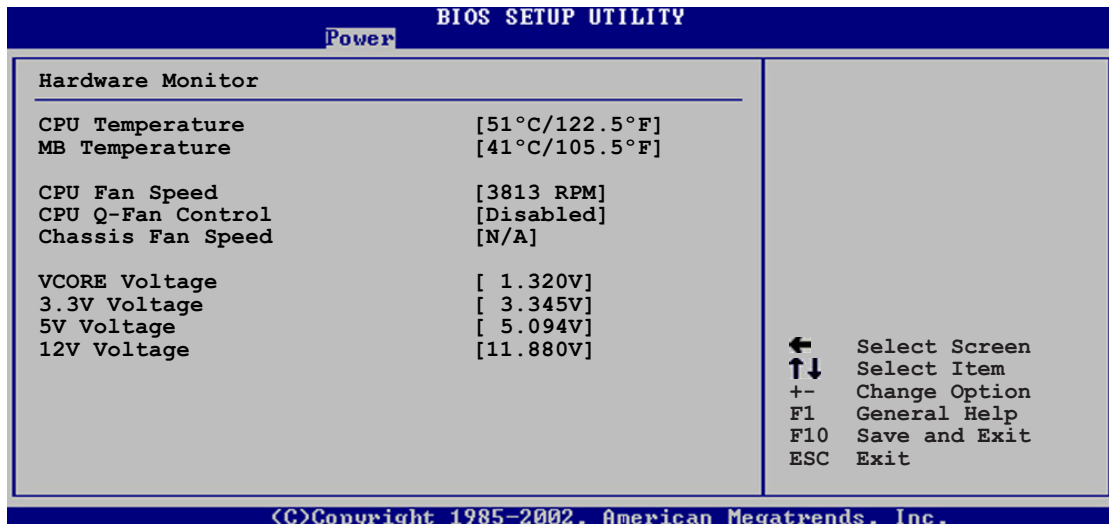 BIOS SETUP UTILITY
Power
Hardware Monitor
CPU Temperature [51°C/122.5°F]
MB Temperature [41°C/105.5°F]
CPU Fan Speed [3813 RPM]
CPU Q-Fan Control [Disabled]
Chassis Fan Speed [N/A]
VCORE Voltage [ 1.320V]
3.3V Voltage [ 3.345V]
5V Voltage [ 5.094V]
12V Voltage [11.880V]
← Select Screen
↑↓ Select Item
+- Change Option
F1 General Help
F10 Save and Exit
ESC Exit
(C)Copyright 1985-2002, American Megatrends, Inc.